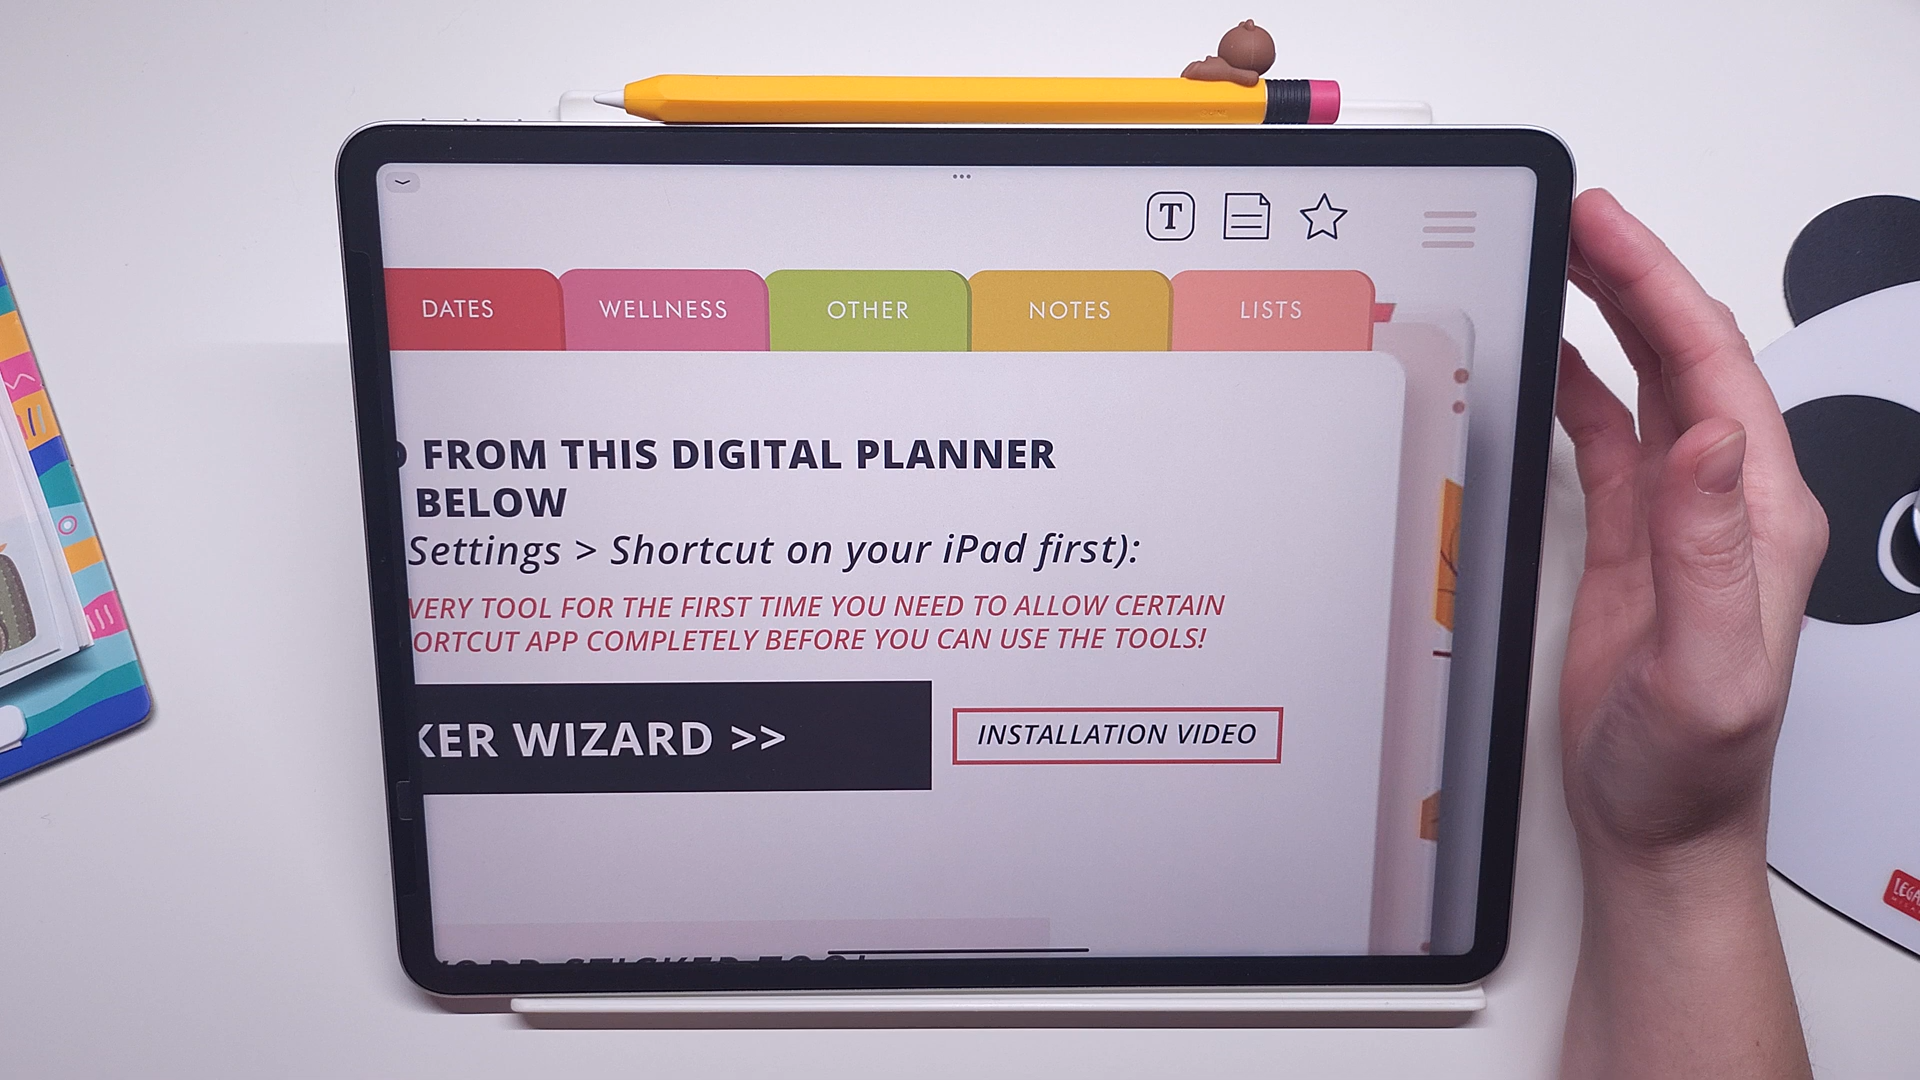 T
DATES
WELLNESS
OTHER
NOTES
LISTS
FROM THIS DIGITAL PLANNER
BELOW
Settings > Shortcut on your iPad first):
VERY TOOL FOR THE FIRST TIME YOU NEED TO ALLOW CERTAIN
ORTCUT APP COMPLETELY BEFORE YOU CAN USE THE TOOLS!
KER WIZARD >>
INSTALLATION VIDEO